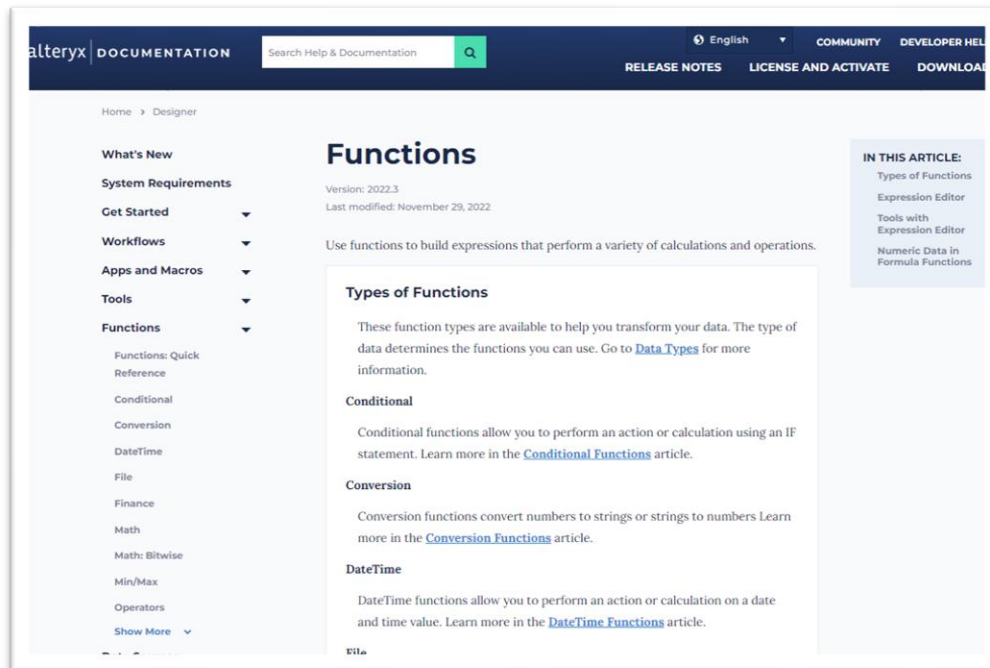 alteryx DOCUMENTATION
Search Help & Documentation
English
COMMUNITY
DEVELOPER HEL
RELEASE NOTES
LICENSE AND ACTIVATE
DOWNLOAD
Home > Designer
What's New
System Requirements
Get Started
Workflows
Apps and Macros
Tools
Functions
Functions: Quick
Reference
Conditional
Conversion
DateTime
File
Finance
Math
Math: Bitwise
Min/Max
Operators
Show More
Functions
Version: 2022.3
Last modified: November 29, 2022
Use functions to build expressions that perform a variety of calculations and operations.
Types of Functions
These function types are available to help you transform your data. The type of
data determines the functions you can use. Go to Data Types for more
information.
Conditional
Conditional functions allow you to perform an action or calculation using an IF
statement. Learn more in the Conditional Functions article.
Conversion
Conversion functions convert numbers to strings or strings to numbers Learn
more in the Conversion Functions article.
DateTime
DateTime functions allow you to perform an action or calculation on a date
and time value. Learn more in the DateTime Functions article.
File
IN THIS ARTICLE:
Types of Functions
Expression Editor
Tools with
Expression Editor
Numeric Data in
Formula Functions